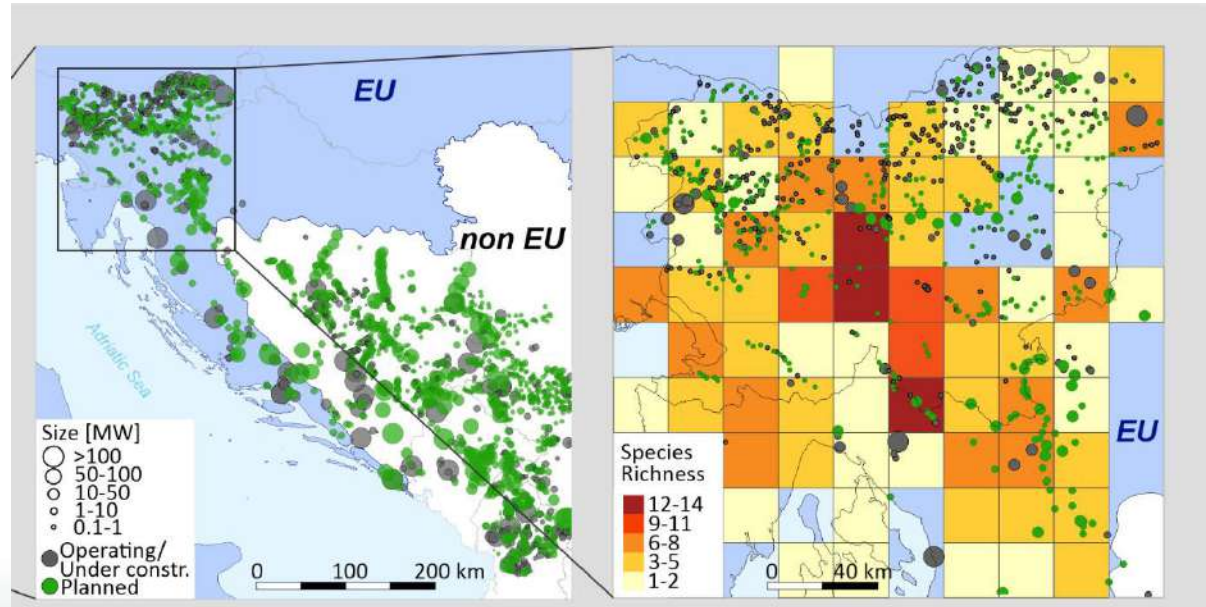 EU
non EU
Adriatic Sea
Size [MW]
>100
50-100
10-50
1-10
0.1-1
Operating/
Under constr.
Planned
0 100 200 km
EU
Species
Richness
12-14
9-11
6-8
3-5
1-2
0 40 km